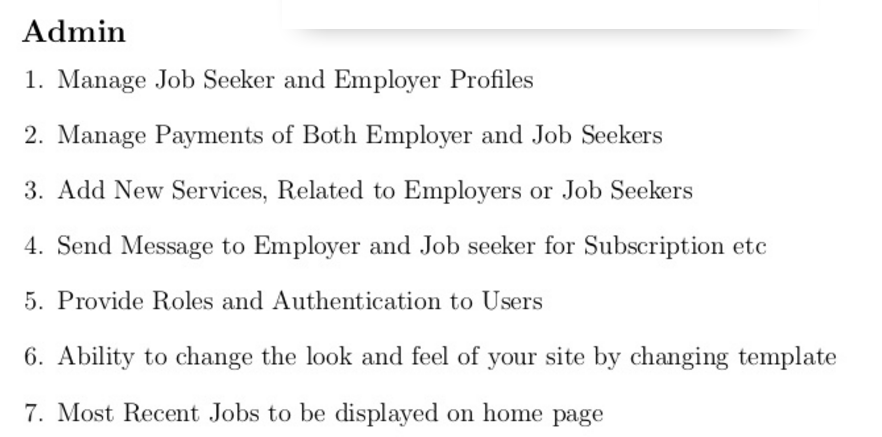 Admin
1. Manage Job Seeker and Employer Profiles
2. Manage Payments of Both Employer and Job Seekers
3. Add New Services, Related to Employers or Job Seekers
4. Send Message to Employer and Job seeker for Subscription etc
5. Provide Roles and Authentication to Users
6. Ability to change the look and feel of your site by changing template
7. Most Recent Jobs to be displayed on home page